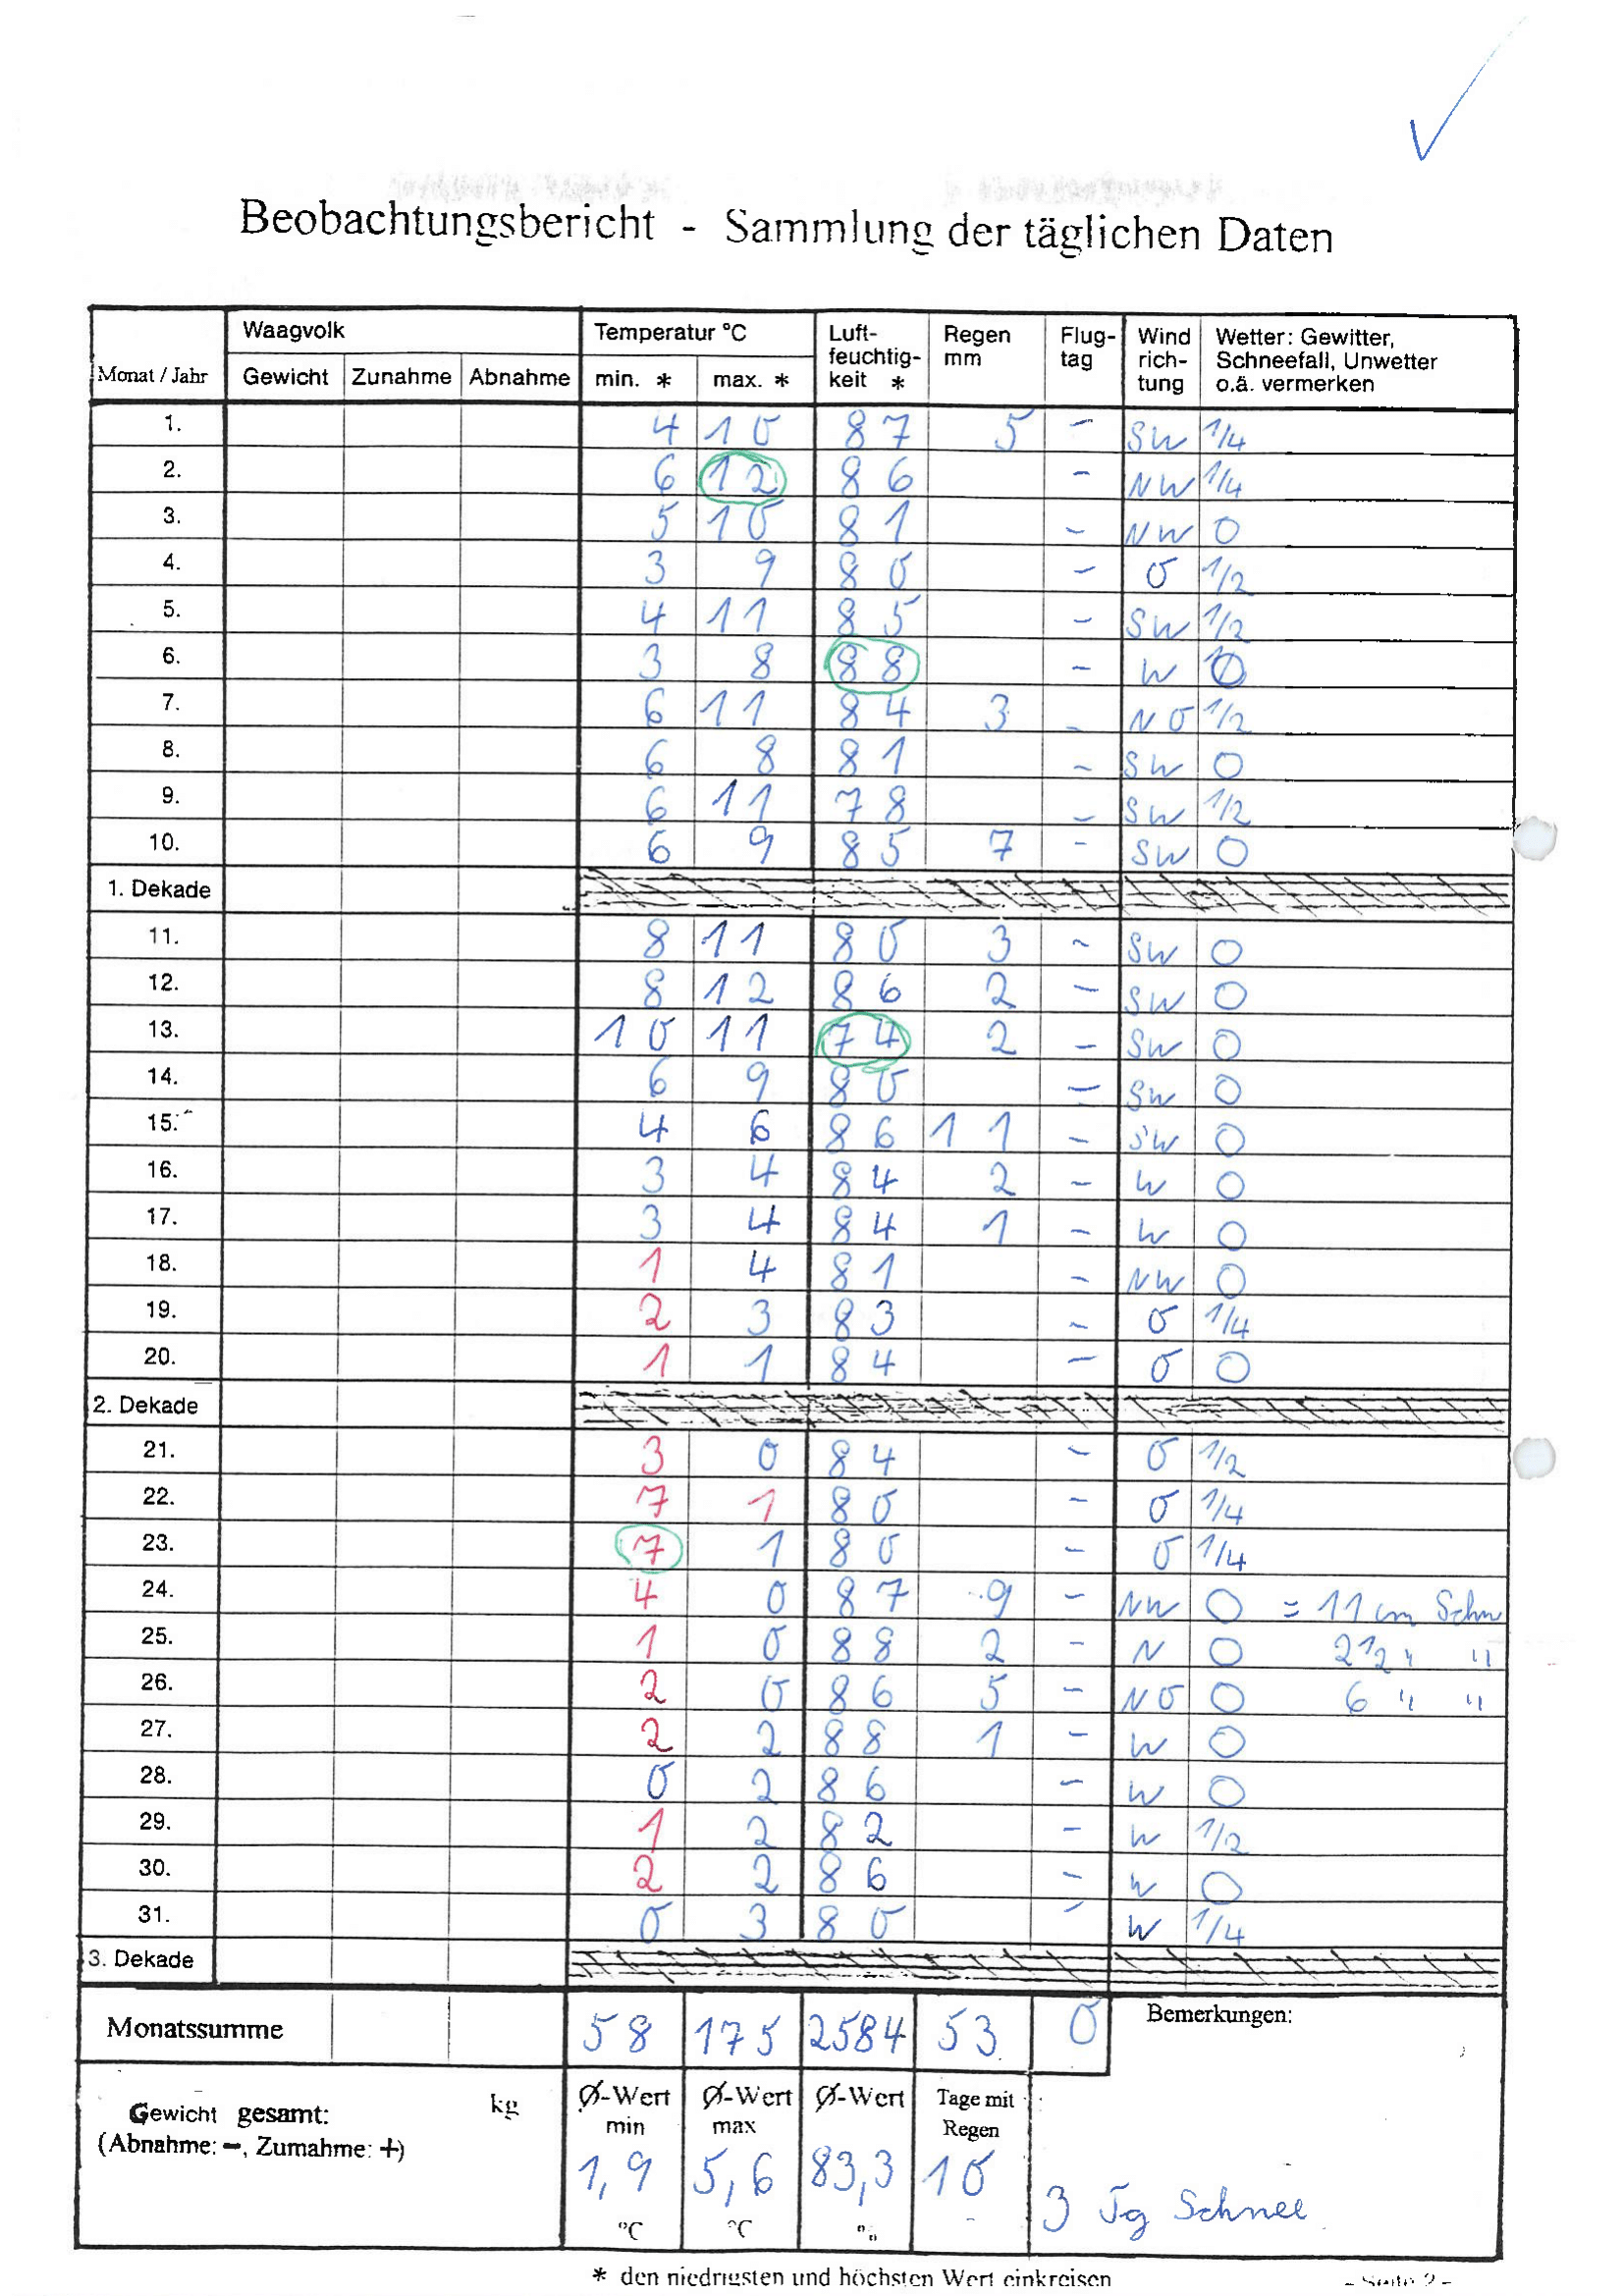 Beobachtungsbericht - Sammlung der täglichen Daten
Monat / Jahr Waagvolk Temperatur °C Luft- Regen Flug- Wind Wetter: Gewitter,
feuchtig- mm tag rich- Schneefall, Unwetter
Gewicht Zunahme Abnahme min. * max. * keit * tung o.ä. vermerken
1. 4 10 87 5 - SW 1/4
2. 6 12 86 - NW 1/4
3. 5 10 81 - NW 0
4. 3 9 80 - O 1/2
5. 4 11 85 - SW 1/2
6. 3 8 88 - W 0
7. 6 11 84 3 - NO 1/2
8. 6 8 81 - SW 0
9. 6 11 78 - SW 1/2
10. 6 9 85 7 - SW 0
1. Dekade
11. 8 11 80 3 - SW 0
12. 8 12 86 2 - SW 0
13. 10 11 74 2 - SW 0
14. 6 9 80 - SW 0
15. 4 6 86 11 - SW 0
16. 3 4 84 2 - W 0
17. 3 4 84 1 - W 0
18. 1 4 81 - NW 0
19. 2 3 83 - O 1/4
20. 1 1 84 - O 0
2. Dekade
21. 3 0 84 - O 1/2
22. 7 1 80 - O 1/4
23. 7 1 80 - O 1/4
24. 4 0 87 9 - NW 0 = 11 cm Schn
25. 1 0 88 2 - N 0 2 1/2 " "
26. 2 0 86 5 - NO 0 6 " "
27. 2 2 88 1 - W 0
28. 0 2 86 - W 0
29. 1 2 82 - W 1/2
30. 2 2 86 - W 0
31. 0 3 80 - W 1/4
3. Dekade
Monatssumme 58 175 2584 53 0 Bemerkungen:
Gewicht gesamt: kg Ø-Wert Ø-Wert Ø-Wert Tage mit
(Abnahme: -, Zumahme: +) min max Regen
1,9 5,6 83,3 10 3 Tg Schnee
°C °C %
* den niedrigsten und höchsten Wert einkreisen - Seite 2 -